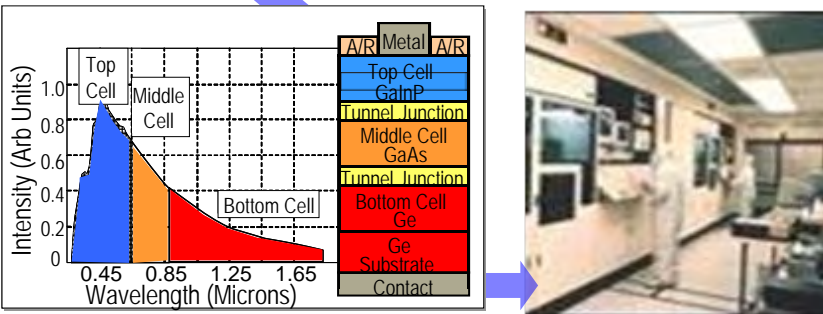 Intensity (Arb Units)
1.0
0.8
0.6
0.4
0.2
0
Top
Cell
Middle
Cell
Bottom Cell
0.45 0.85 1.25 1.65
Wavelength (Microns)
A/R Metal A/R
Top Cell
GaInP
Tunnel Junction
Middle Cell
GaAs
Tunnel Junction
Bottom Cell
Ge
Ge
Substrate
Contact